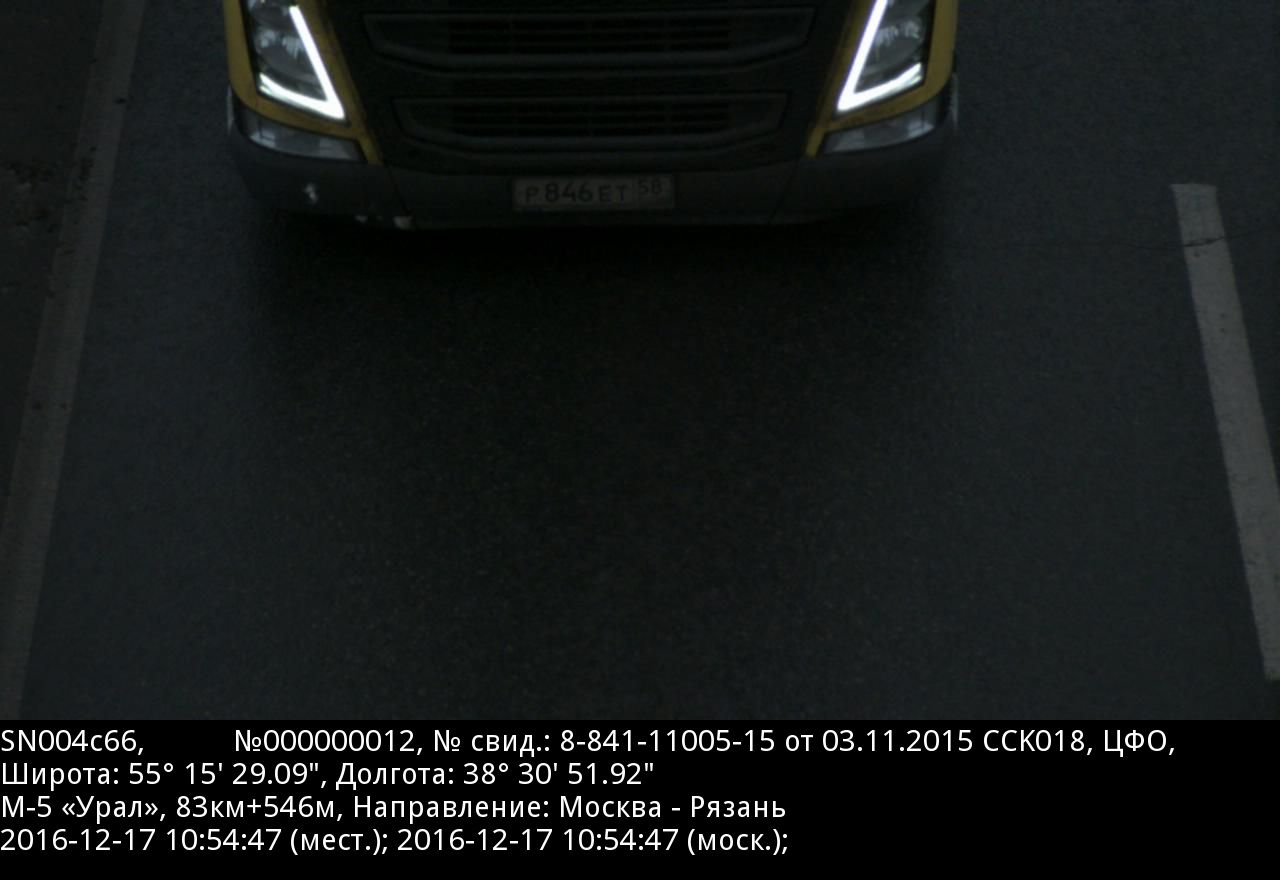 Р846ЕТ 58
SN004c66, №000000012, № свид.: 8-841-11005-15 от 03.11.2015 ССК018, ЦФО,
Широта: 55° 15' 29.09", Долгота: 38° 30' 51.92"
М-5 «Урал», 83км+546м, Направление: Москва - Рязань
2016-12-17 10:54:47 (мест.); 2016-12-17 10:54:47 (моск.);